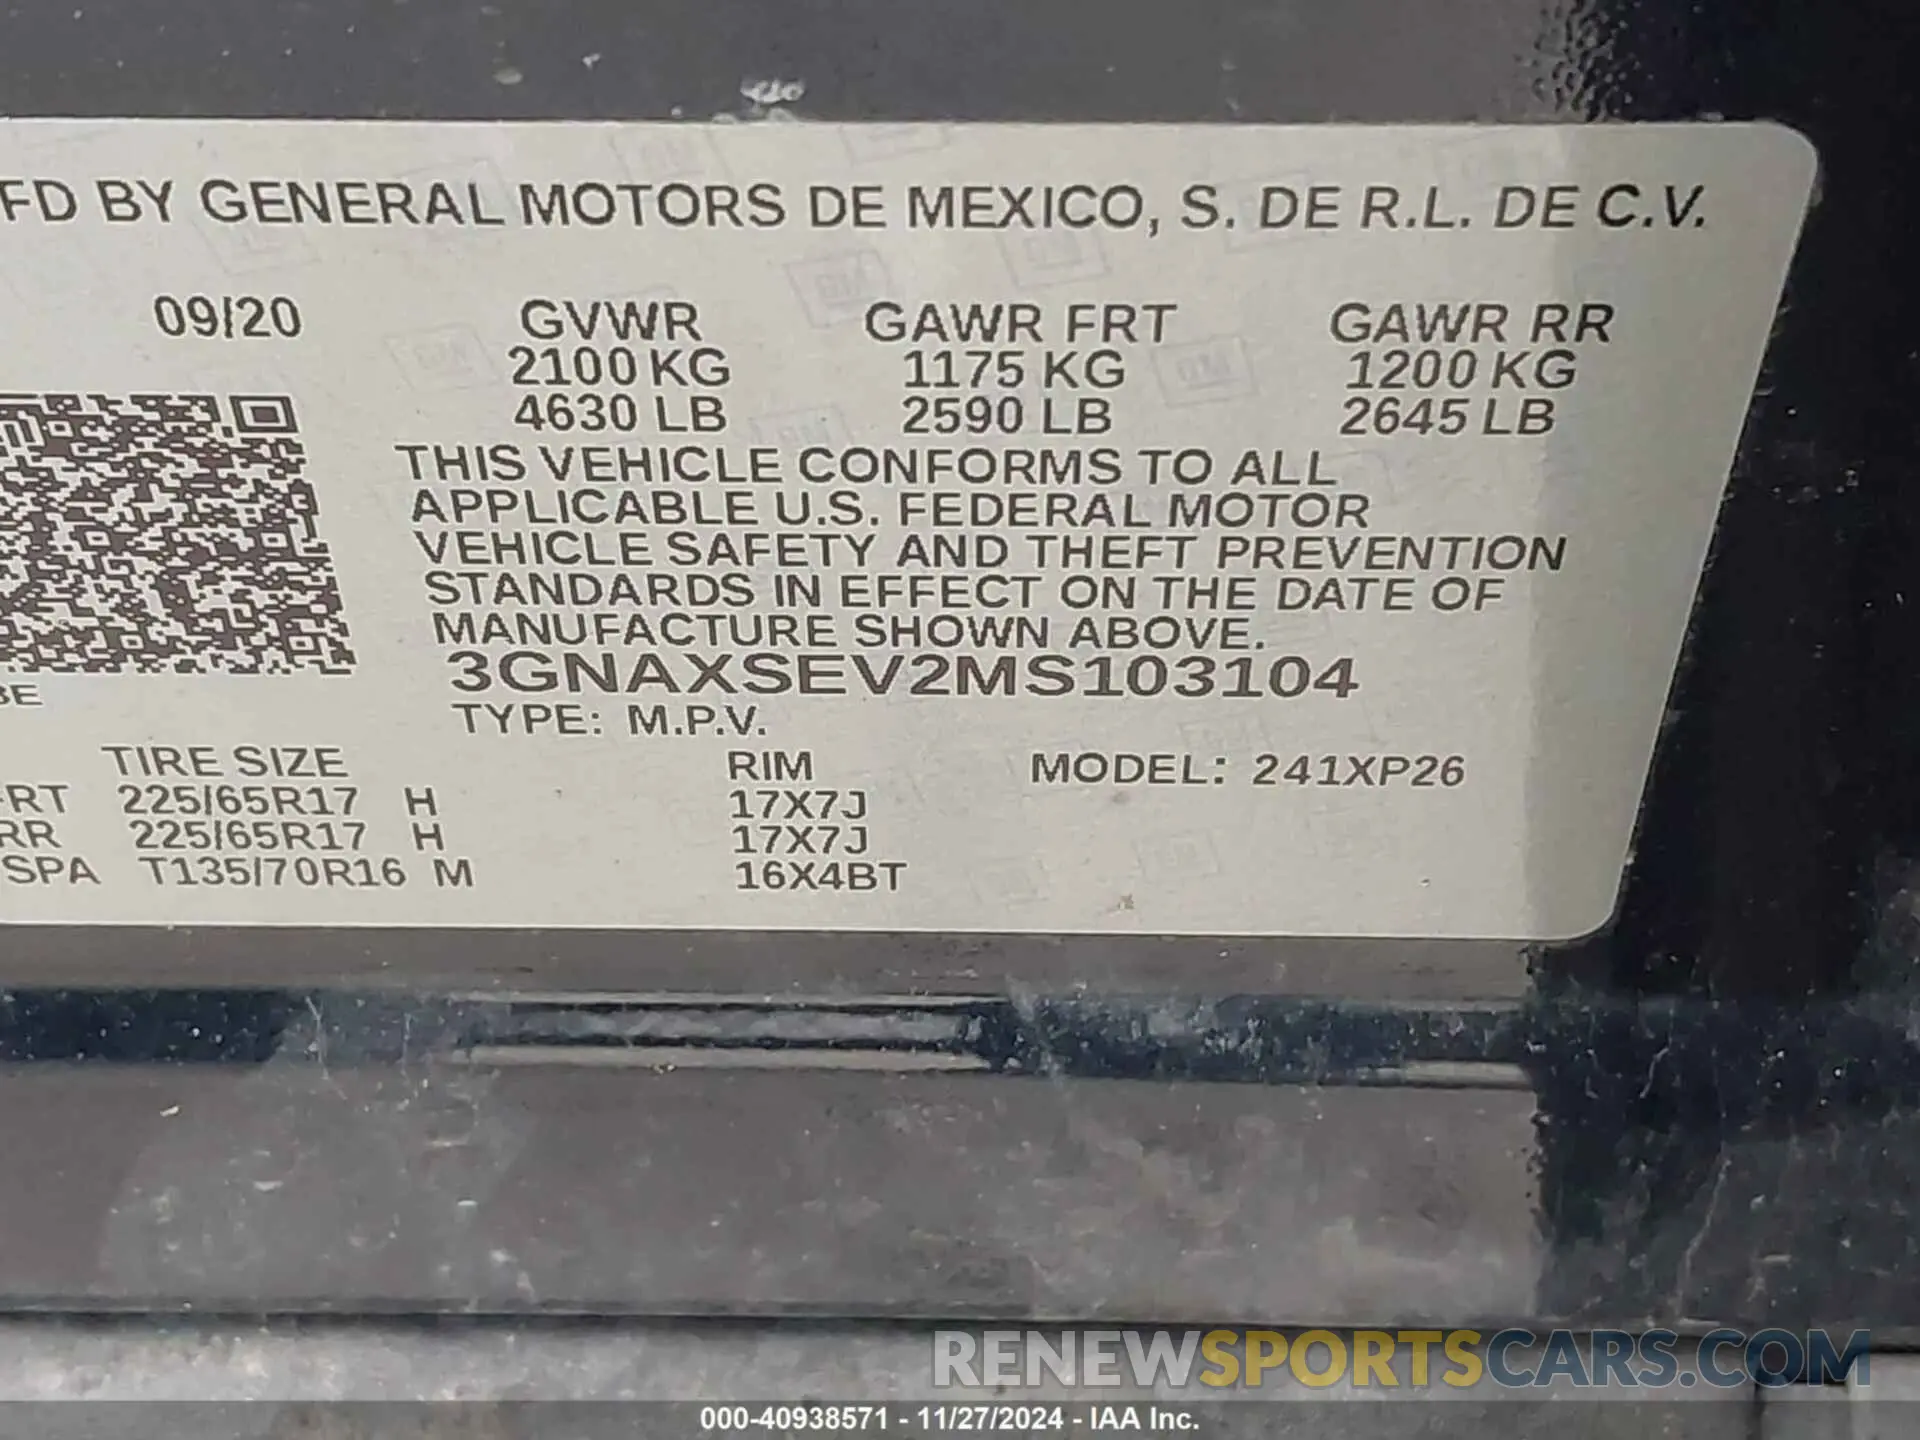 FD BY GENERAL MOTORS DE MEXICO, S. DE R.L. DE C.V.
09/20 GVWR GAWR FRT GAWR RR
2100 KG 1175 KG 1200 KG
4630 LB 2590 LB 2645 LB
THIS VEHICLE CONFORMS TO ALL
APPLICABLE U.S. FEDERAL MOTOR
VEHICLE SAFETY AND THEFT PREVENTION
STANDARDS IN EFFECT ON THE DATE OF
MANUFACTURE SHOWN ABOVE.
3GNAXSEV2MS103104
BE TYPE: M.P.V.
TIRE SIZE RIM MODEL: 241XP26
FRT 225/65R17 H 17X7J
RR 225/65R17 H 17X7J
SPA T135/70R16 M 16X4BT
RENEWSPORTSCARS.COM
000-40938571 - 11/27/2024 - IAA Inc.